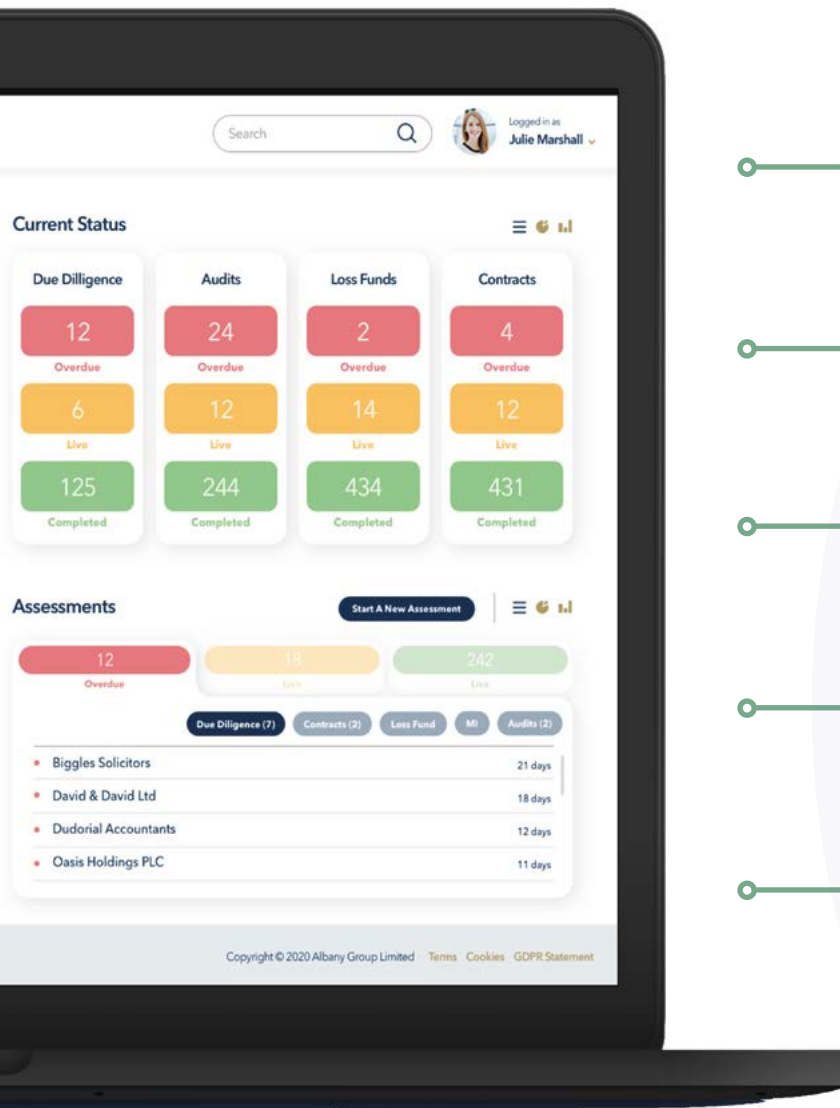 Search
Logged in as
Julie Marshall
Current Status
Due Dilligence Audits Loss Funds Contracts
12 24 2 4
Overdue Overdue Overdue Overdue
6 12 14 12
Live Live Live Live
125 244 434 431
Completed Completed Completed Completed
Assessments Start A New Assessment
12 18 242
Overdue Live Live
Due Diligence (7) Contracts (2) Loss Fund MI Audits (2)
Biggles Solicitors 21 days
David & David Ltd 18 days
Dudorial Accountants 12 days
Oasis Holdings PLC 11 days
Copyright © 2020 Albany Group Limited Terms Cookies GDPR Statement